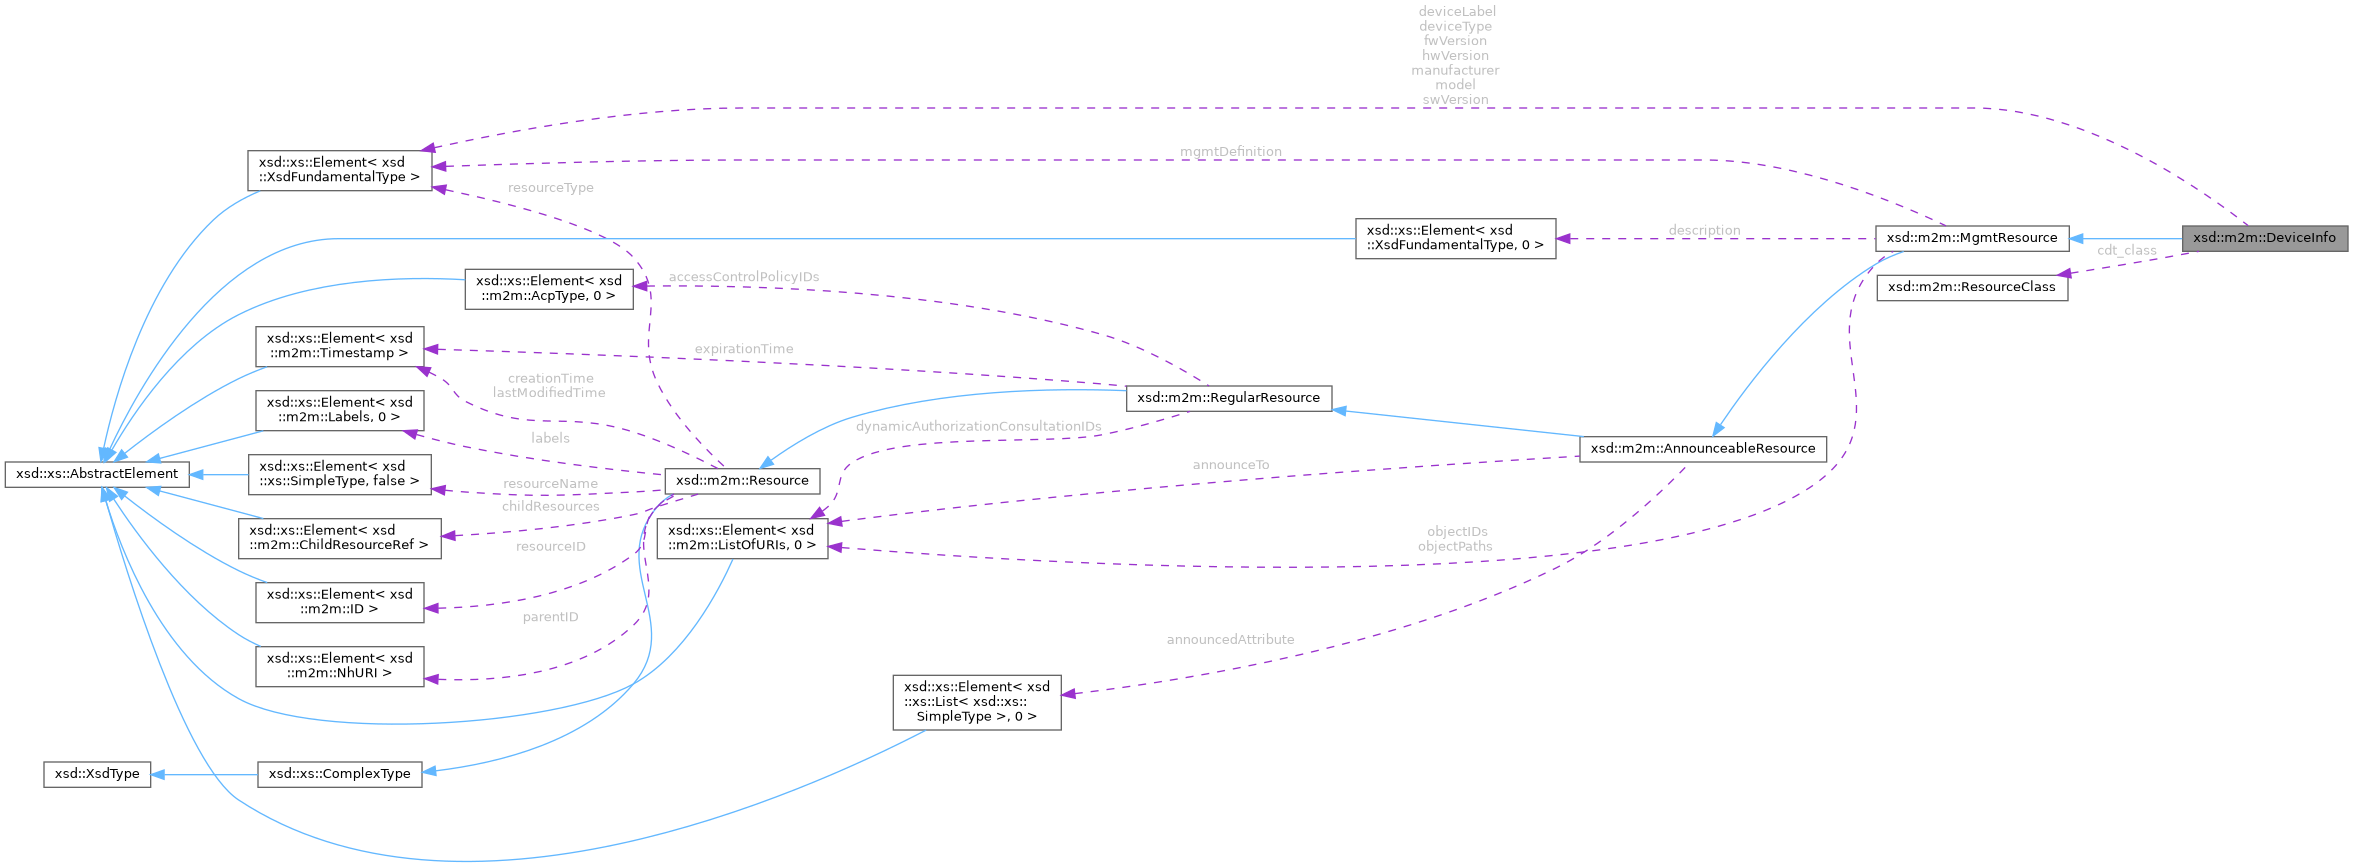 deviceLabel
deviceType
fwVersion
hwVersion
manufacturer
model
swVersion
mgmtDefinition
xsd::xs::Element< xsd
::XsdFundamentalType >
resourceType
xsd::xs::Element< xsd
::XsdFundamentalType, 0 >
description
xsd::m2m::MgmtResource
xsd::m2m::DeviceInfo
cdt_class
xsd::m2m::ResourceClass
xsd::xs::Element< xsd
::m2m::AcpType, 0 >
accessControlPolicyIDs
xsd::xs::Element< xsd
::m2m::Timestamp >
expirationTime
creationTime
lastModifiedTime
xsd::xs::Element< xsd
::m2m::Labels, 0 >
labels
xsd::m2m::RegularResource
dynamicAuthorizationConsultationIDs
xsd::m2m::AnnounceableResource
announceTo
xsd::xs::AbstractElement
xsd::xs::Element< xsd
::xs::SimpleType, false >
resourceName
childResources
xsd::m2m::Resource
xsd::xs::Element< xsd
::m2m::ChildResourceRef >
resourceID
xsd::xs::Element< xsd
::m2m::ListOfURIs, 0 >
objectIDs
objectPaths
xsd::xs::Element< xsd
::m2m::ID >
parentID
xsd::xs::Element< xsd
::m2m::NhURI >
announcedAttribute
xsd::xs::Element< xsd
::xs::List< xsd::xs::
SimpleType >, 0 >
xsd::XsdType
xsd::xs::ComplexType